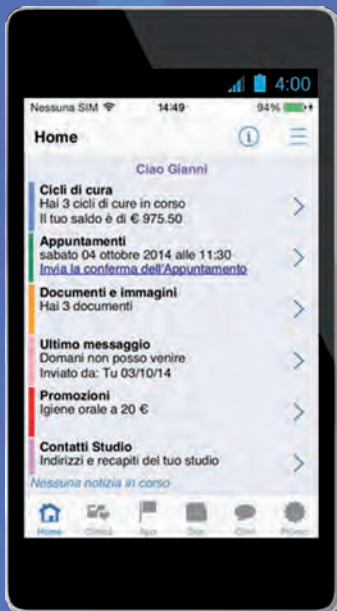 4:00
Nessuna SIM 14:49 94%
Home
Ciao Gianni
Cicli di cura
Hai 3 cicli di cure in corso
Il tuo saldo è di € 975.50
Appuntamenti
sabato 04 ottobre 2014 alle 11:30
Invia la conferma dell'Appuntamento
Documenti e immagini
Hai 3 documenti
Ultimo messaggio
Domani non posso venire
Inviato da: Tu 03/10/14
Promozioni
Igiene orale a 20 €
Contatti Studio
Indirizzi e recapiti del tuo studio
Nessuna notizia in corso
Home